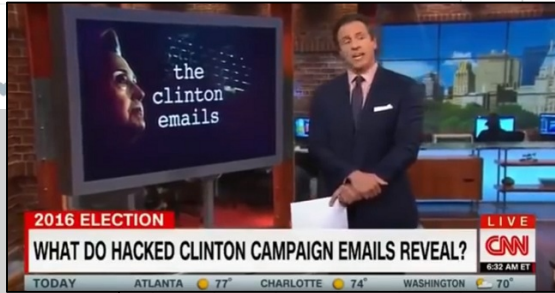 the
clinton
emails
2016 ELECTION
LIVE
WHAT DO HACKED CLINTON CAMPAIGN EMAILS REVEAL?
CNN
6:32 AM ET
TODAY ATLANTA 77° CHARLOTTE 74° WASHINGTON 70°